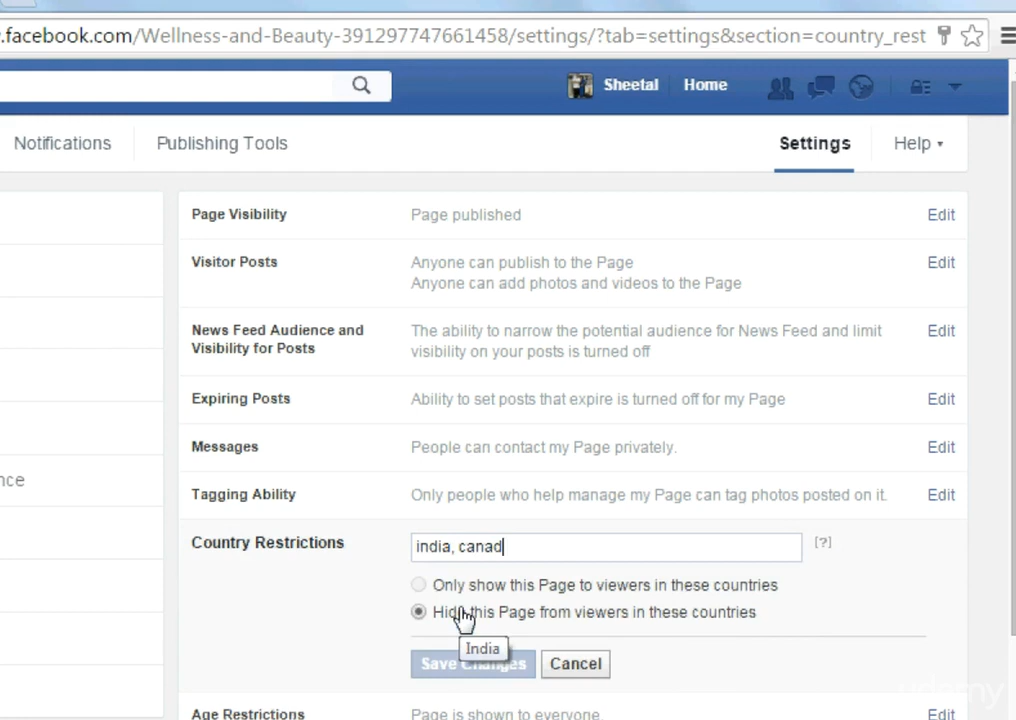 .facebook.com/Wellness-and-Beauty-391297747661458/settings/?tab=settings&section=country_rest
Sheetal Home
Notifications Publishing Tools Settings Help
Page Visibility Page published Edit
Visitor Posts Anyone can publish to the Page Edit
Anyone can add photos and videos to the Page
News Feed Audience and The ability to narrow the potential audience for News Feed and limit Edit
Visibility for Posts visibility on your posts is turned off
Expiring Posts Ability to set posts that expire is turned off for my Page Edit
Messages People can contact my Page privately. Edit
nce
Tagging Ability Only people who help manage my Page can tag photos posted on it. Edit
Country Restrictions india, canad [?]
Only show this Page to viewers in these countries
Hide this Page from viewers in these countries
India
Save Changes Cancel
udemy
Age Restrictions Page is shown to everyone. Edit